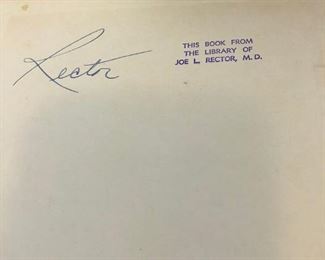 Rector
THIS BOOK FROM
THE LIBRARY OF
JOE L. RECTOR, M. D.